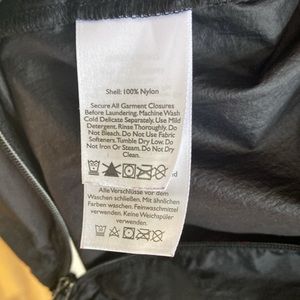 Shell: 100% Nylon
Secure All Garment Closures
Before Laundering. Machine Wash
Cold Delicate Separately. Use Mild
Detergent. Rinse Thoroughly. Do
Not Bleach. Do Not Use Fabric
Softeners. Tumble Dry Low. Do
Not Iron Or Steam. Do Not Dry
Clean.
Alle Verschlüsse vor dem
Waschen schließen. Mit ähnlichen
Farben waschen. Feinwaschmittel
verwenden. Keine Weichspüler
verwenden.